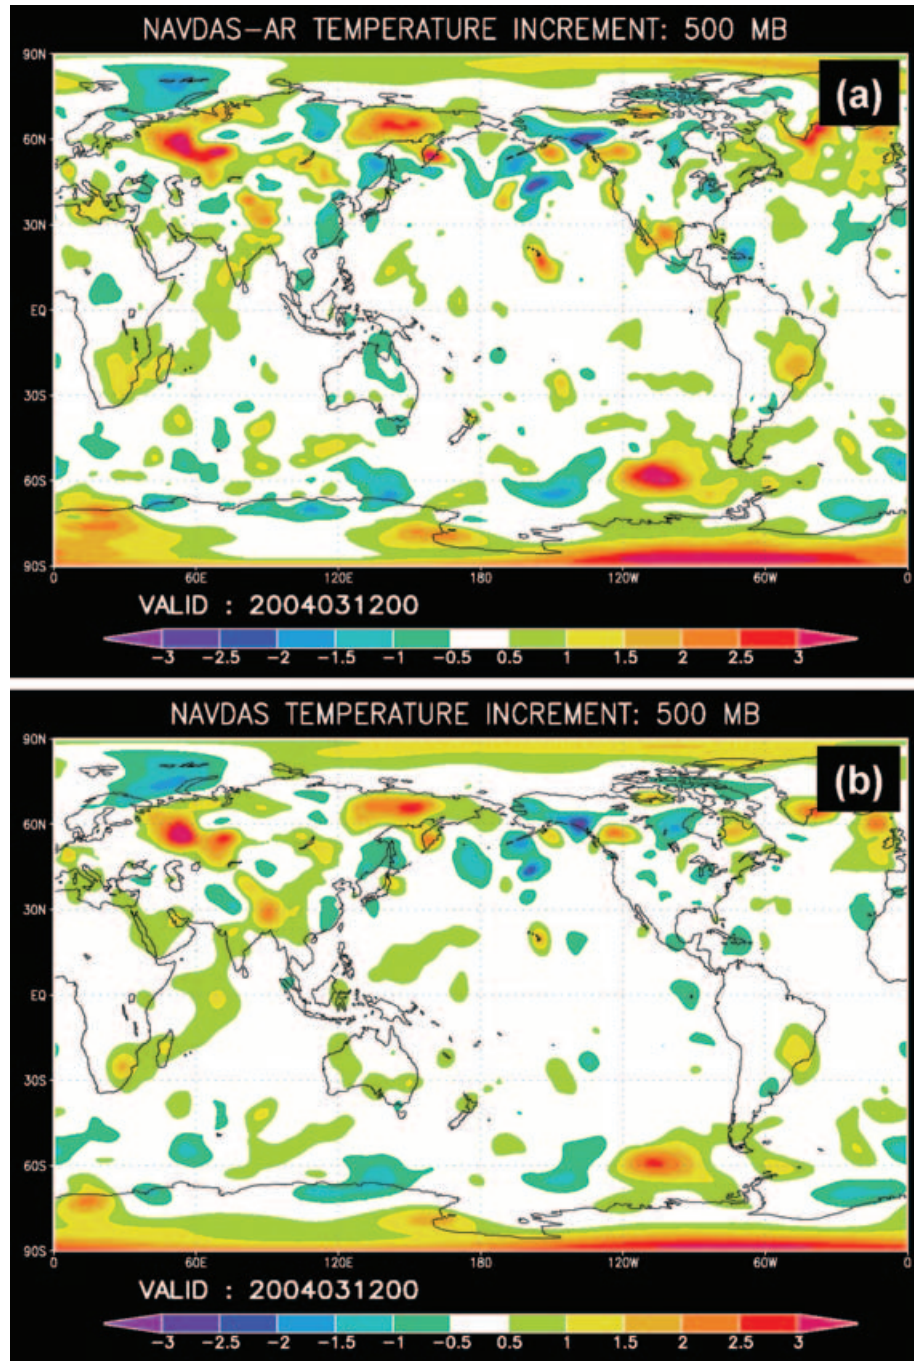 NAVDAS-AR TEMPERATURE INCREMENT: 500 MB
(a)
90N
60N
30N
EQ
30S
60S
90S
0 60E 120E 180 120W 60W 0
VALID : 2004031200
-3 -2.5 -2 -1.5 -1 -0.5 0.5 1 1.5 2 2.5 3
NAVDAS TEMPERATURE INCREMENT: 500 MB
(b)
90N
60N
30N
EQ
30S
60S
90S
0 60E 120E 180 120W 60W 0
VALID : 2004031200
-3 -2.5 -2 -1.5 -1 -0.5 0.5 1 1.5 2 2.5 3